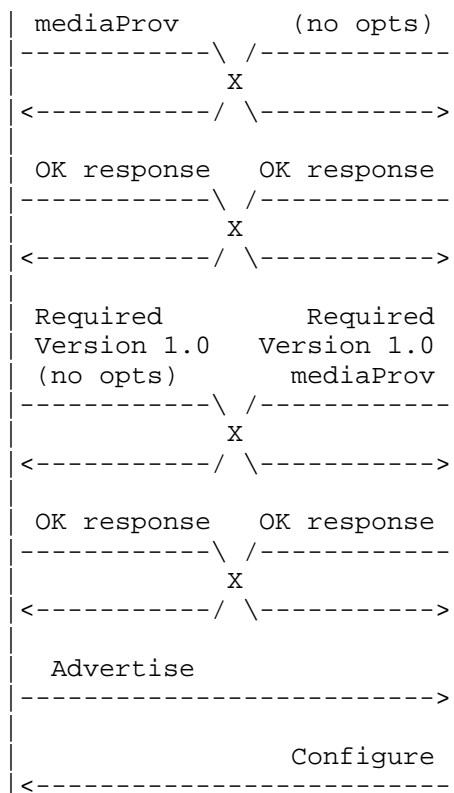 mediaProv (no opts)
OK response OK response
Required Required
Version 1.0 Version 1.0
(no opts) mediaProv
OK response OK response
Advertise
Configure